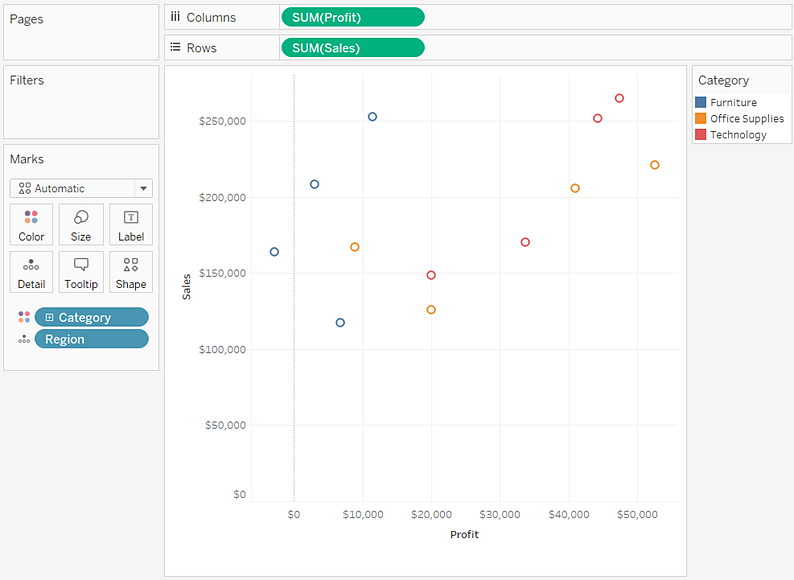 Pages
Columns
SUM(Profit)
Rows
SUM(Sales)
Filters
Marks
Automatic
Color Size Label
Detail Tooltip Shape
Category
Region
Sales
$250,000
$200,000
$150,000
$100,000
$50,000
$0
$0 $10,000 $20,000 $30,000 $40,000 $50,000
Profit
Category
Furniture
Office Supplies
Technology